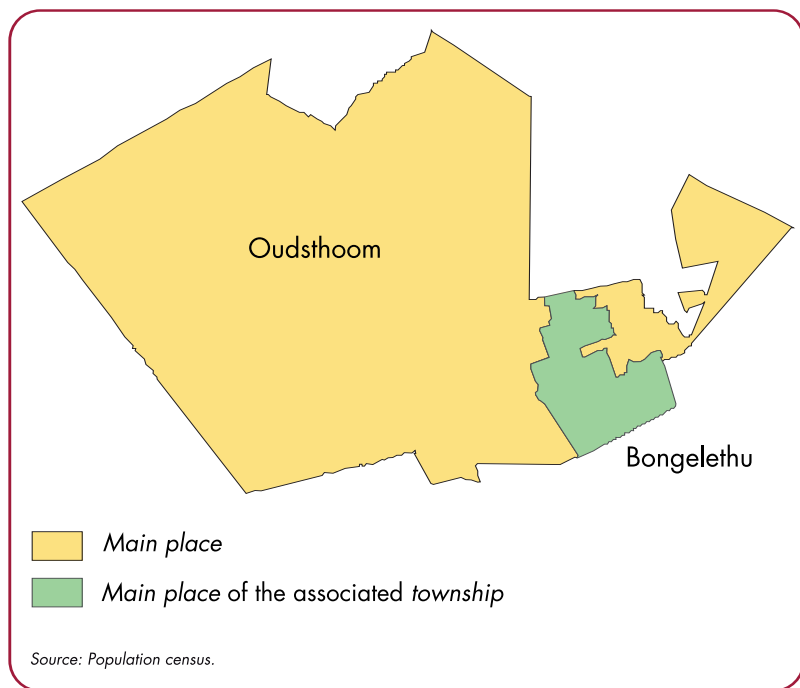 Oudsthoom
Bongelethu
Main place
Main place of the associated township
Source: Population census.